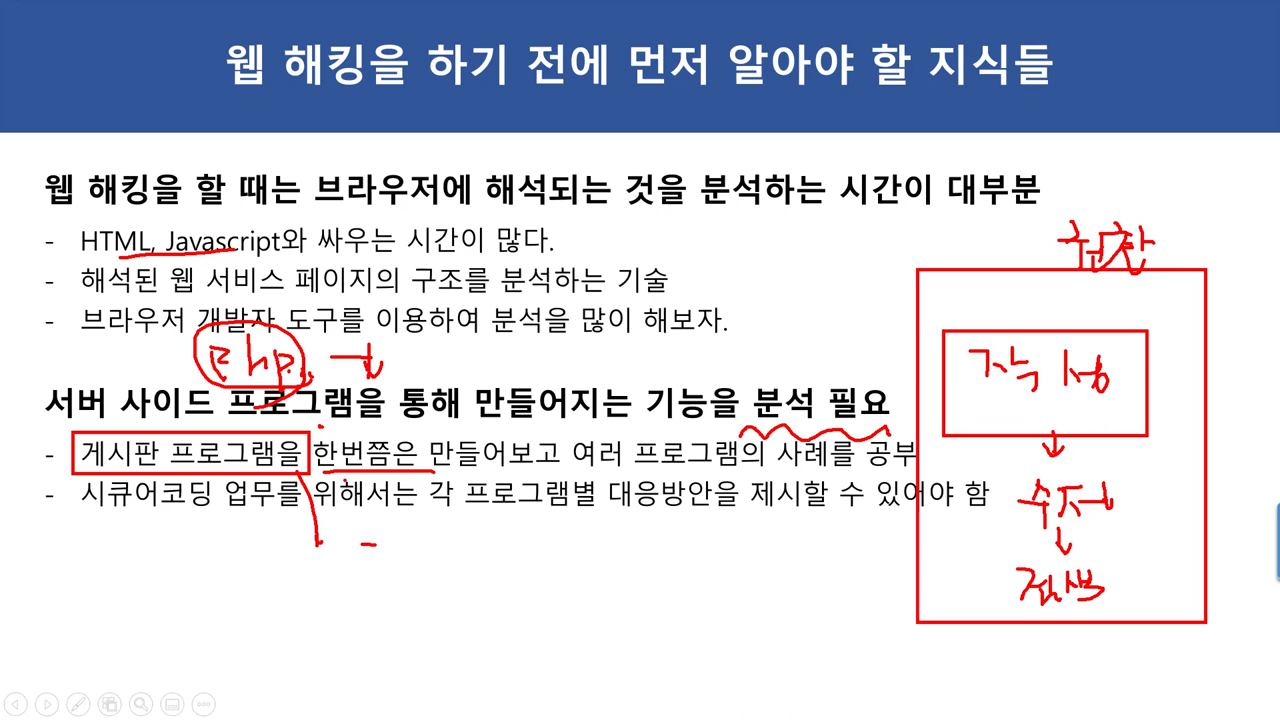 웹 해킹을 하기 전에 먼저 알아야 할 지식들
웹 해킹을 할 때는 브라우저에 해석되는 것을 분석하는 시간이 대부분
- HTML, Javascript와 싸우는 시간이 많다.
- 해석된 웹 서비스 페이지의 구조를 분석하는 기술
- 브라우저 개발자 도구를 이용하여 분석을 많이 해보자.
php
서버 사이드 프로그램을 통해 만들어지는 기능을 분석 필요
- 게시판 프로그램을 한번쯤은 만들어보고 여러 프로그램의 사례를 공부
- 시큐어코딩 업무를 위해서는 각 프로그램별 대응방안을 제시할 수 있어야 함
수정
검색